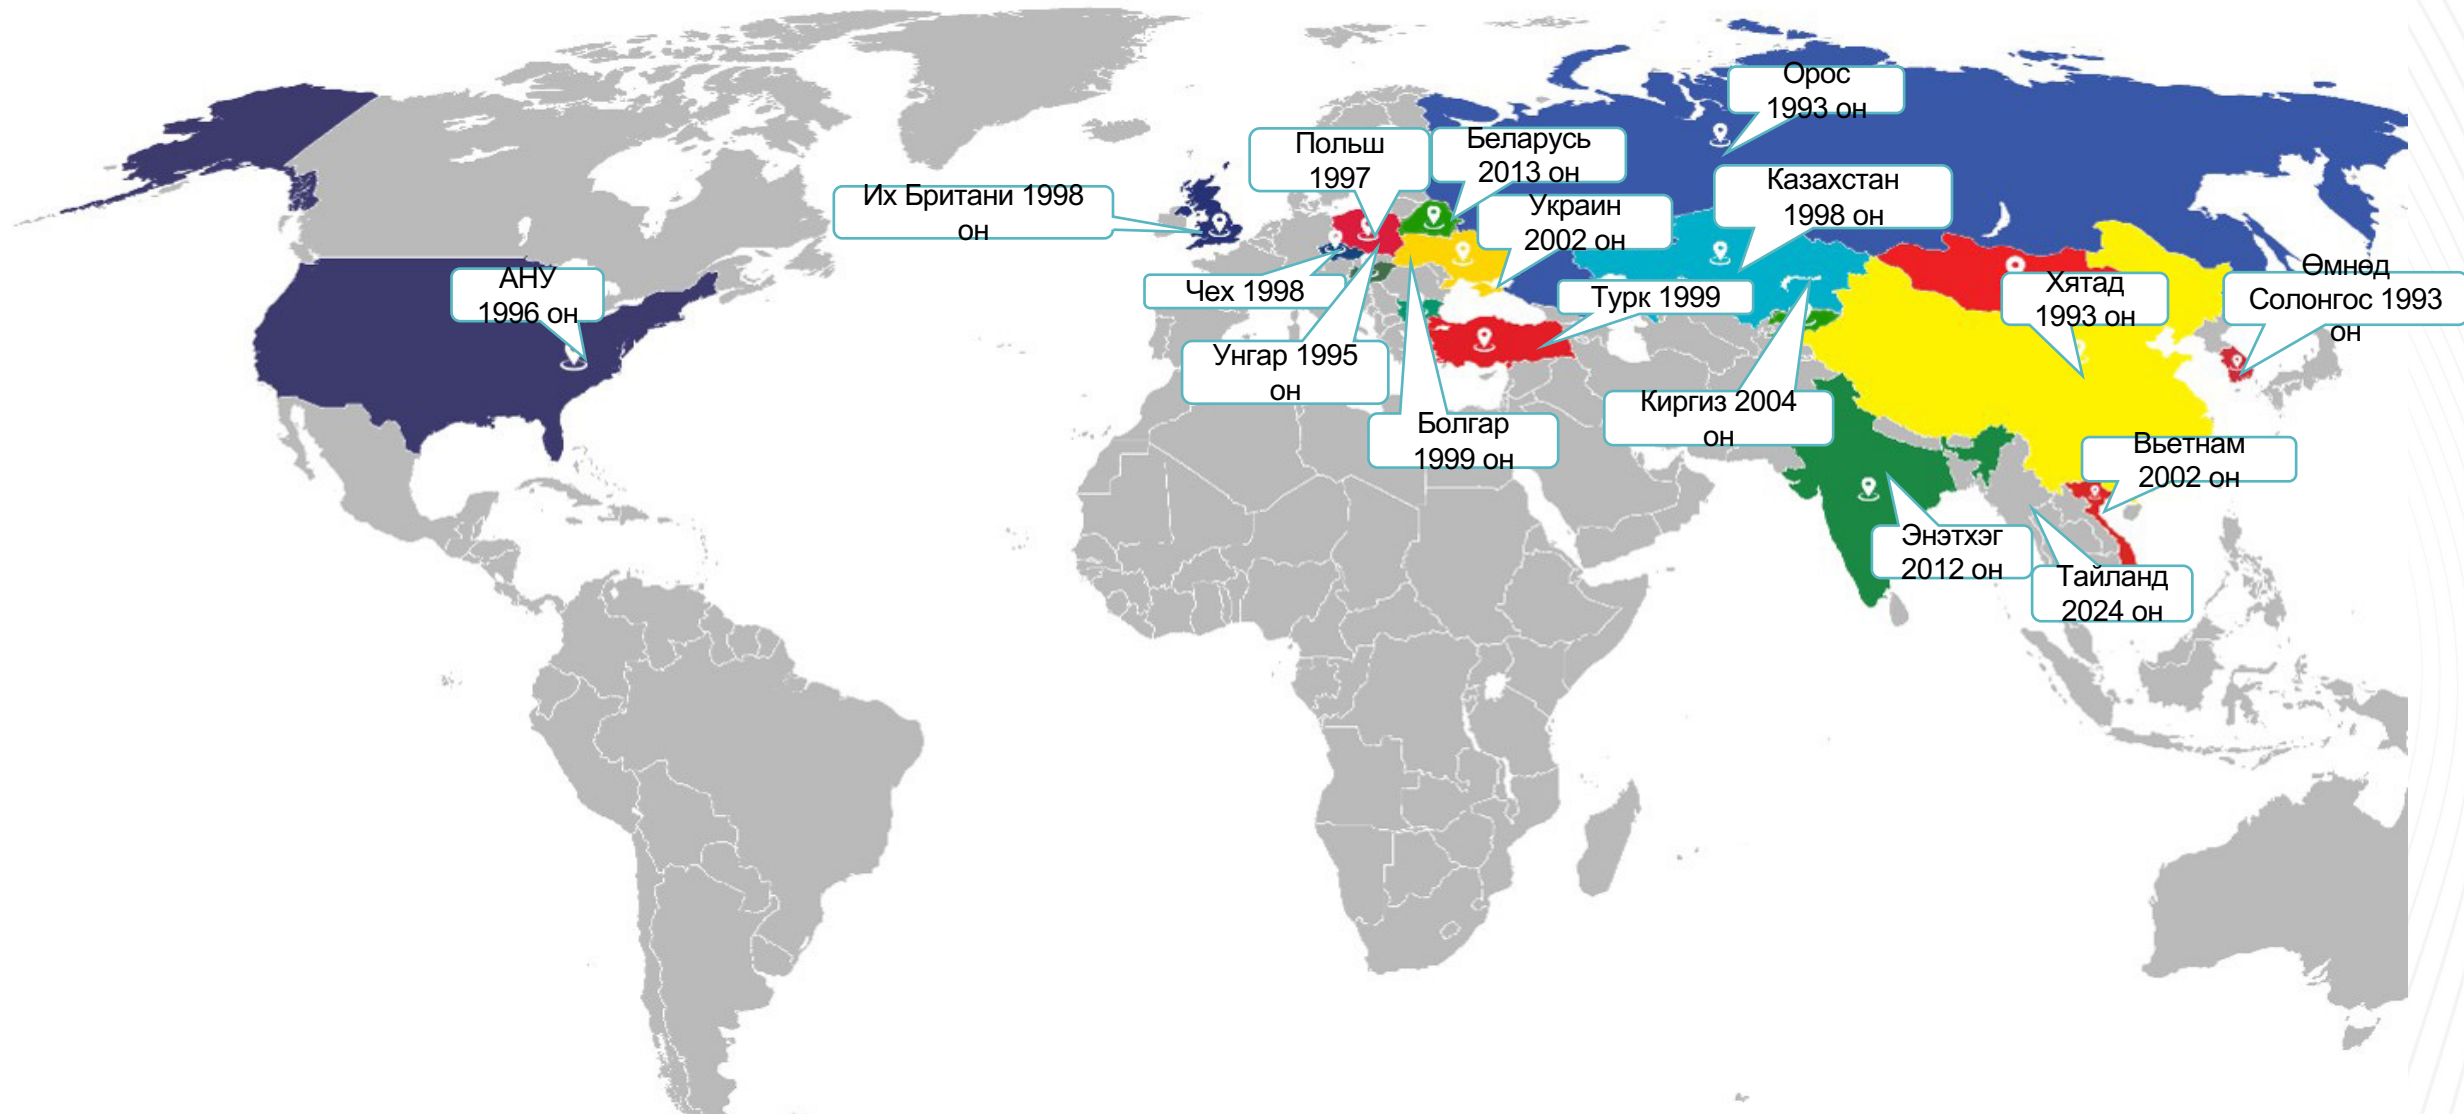 Орос
1993 он
Польш
1997
Беларусь
2013 он
Казахстан
1998 он
Их Британи 1998
он
Украин
2002 он
АНУ
1996 он
Чех 1998
Турк 1999
Хятад
1993 он
Өмнөд
Солонгос 1993
он
Унгар 1995
он
Киргиз 2004
он
Болгар
1999 он
Вьетнам
2002 он
Энэтхэг
2012 он
Тайланд
2024 он